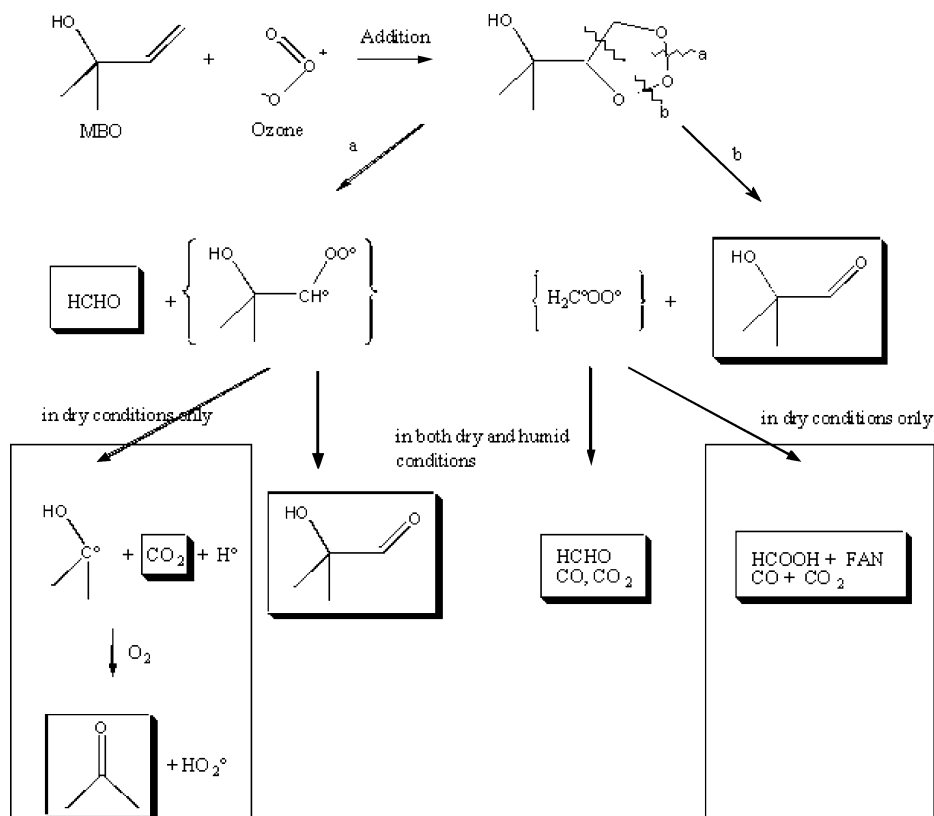 HO
O
O
+
-O
+
Addition
HO
O
O
O
a
b
MBO
Ozone
a
b
HCHO
+
HO
OO°
CH°
H2C°OO°
+
HO
O
in dry conditions only
in both dry and humid
conditions
in dry conditions only
HO
C°
+ CO2 + H°
HO
O
HCHO
CO, CO2
HCOOH + FAN
CO + CO2
O2
O
+ HO2°